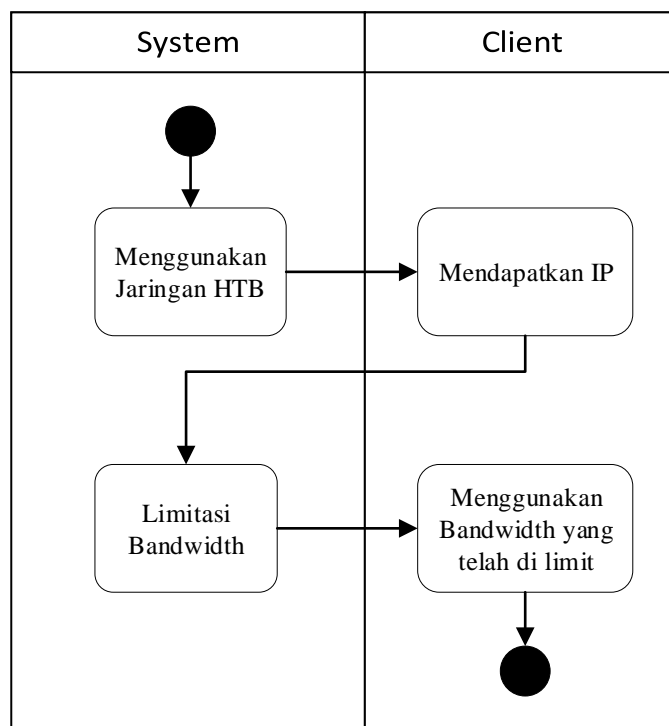 System
Client
Menggunakan
Jaringan HTB
Mendapatkan IP
Limitasi
Bandwidth
Menggunakan
Bandwidth yang
telah di limit